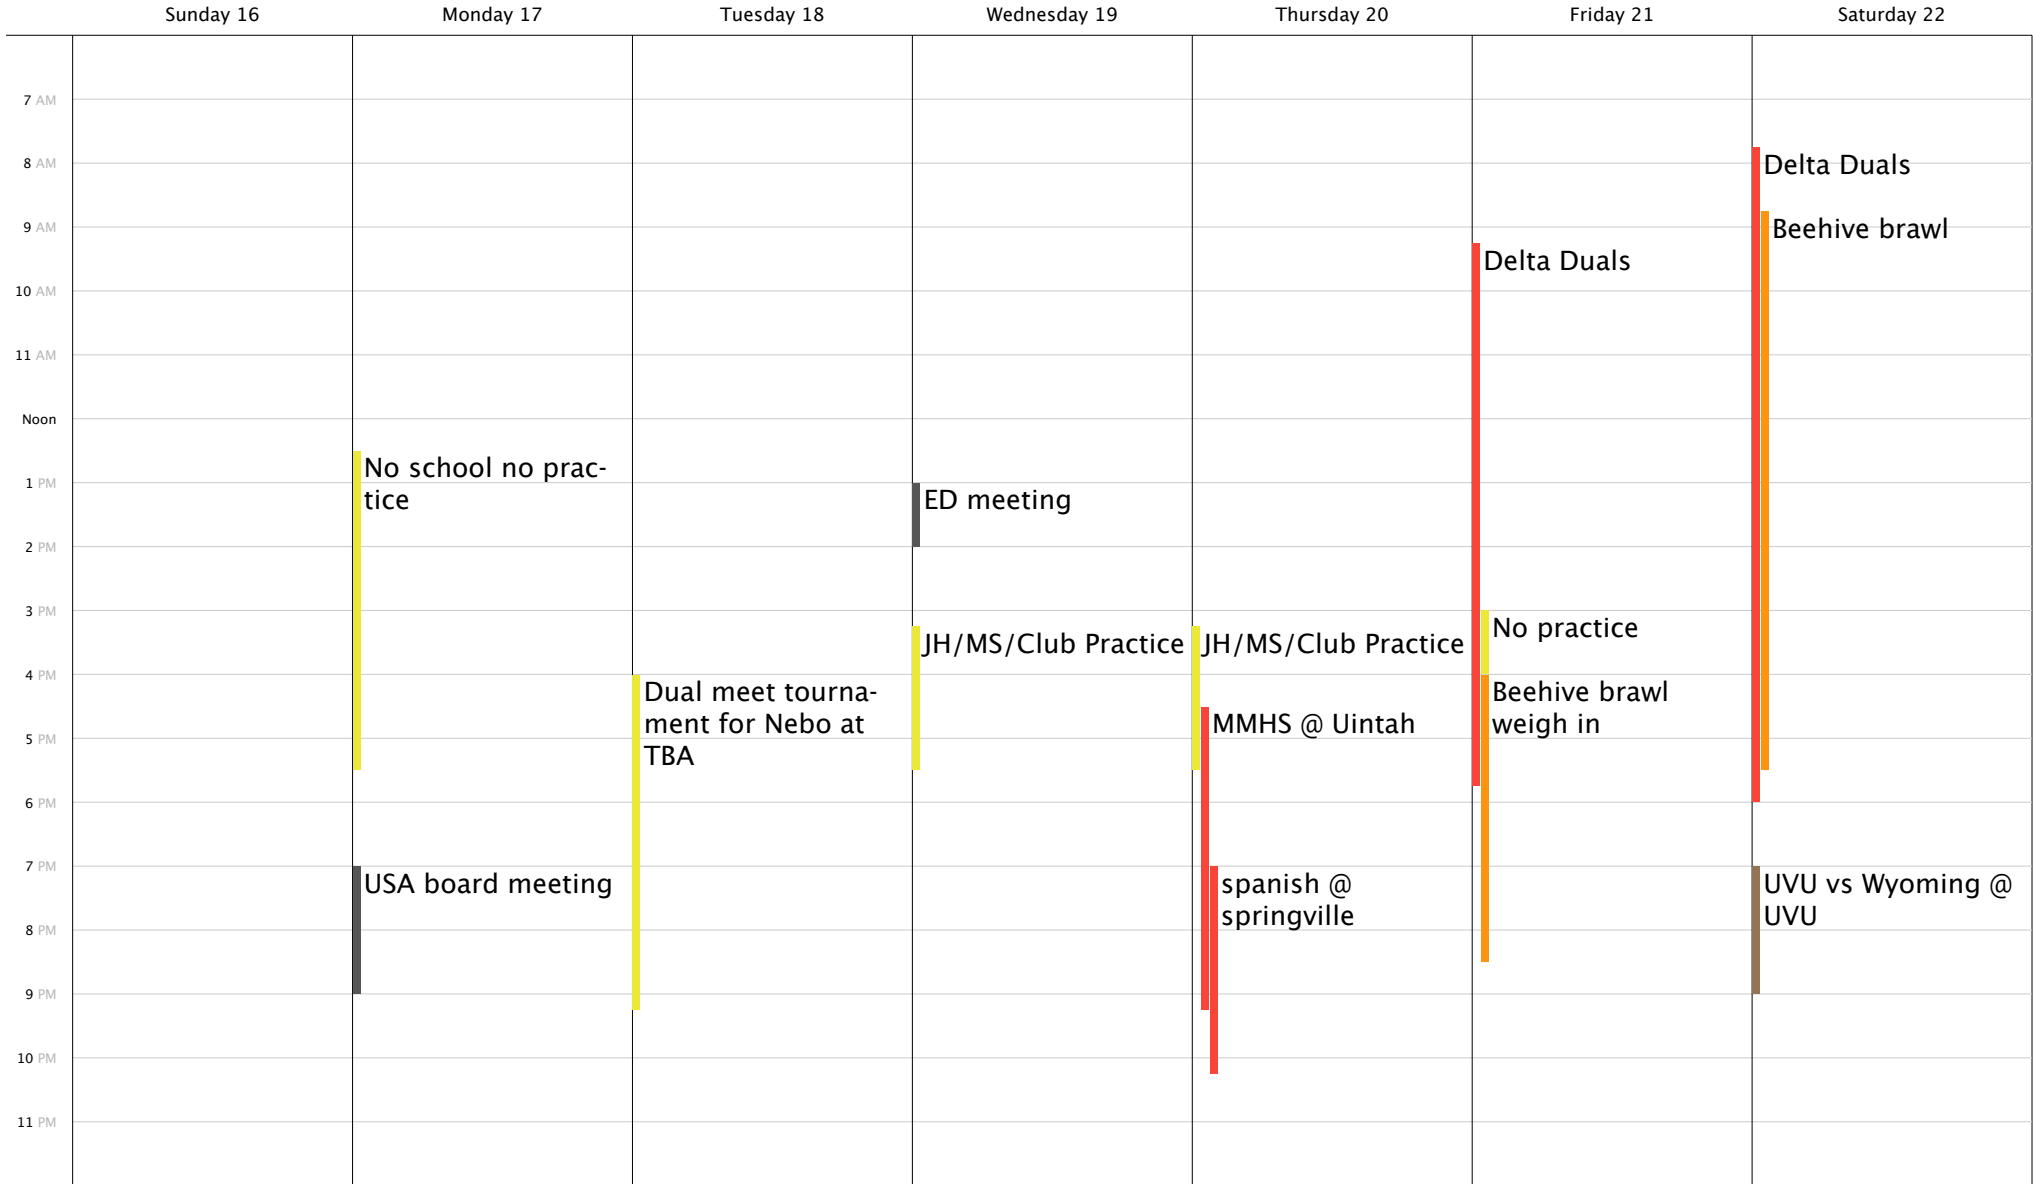 Sunday 16
Monday 17
Tuesday 18
Wednesday 19
Thursday 20
Friday 21
Saturday 22
7 AM
8 AM
9 AM
10 AM
11 AM
Noon
1 PM
2 PM
3 PM
4 PM
5 PM
6 PM
7 PM
8 PM
9 PM
10 PM
11 PM
No school no prac-
tice
USA board meeting
Dual meet tourna-
ment for Nebo at
TBA
ED meeting
JH/MS/Club Practice
JH/MS/Club Practice
MMHS @ Uintah
spanish @
springville
Delta Duals
No practice
Beehive brawl
weigh in
Delta Duals
Beehive brawl
UVU vs Wyoming @
UVU